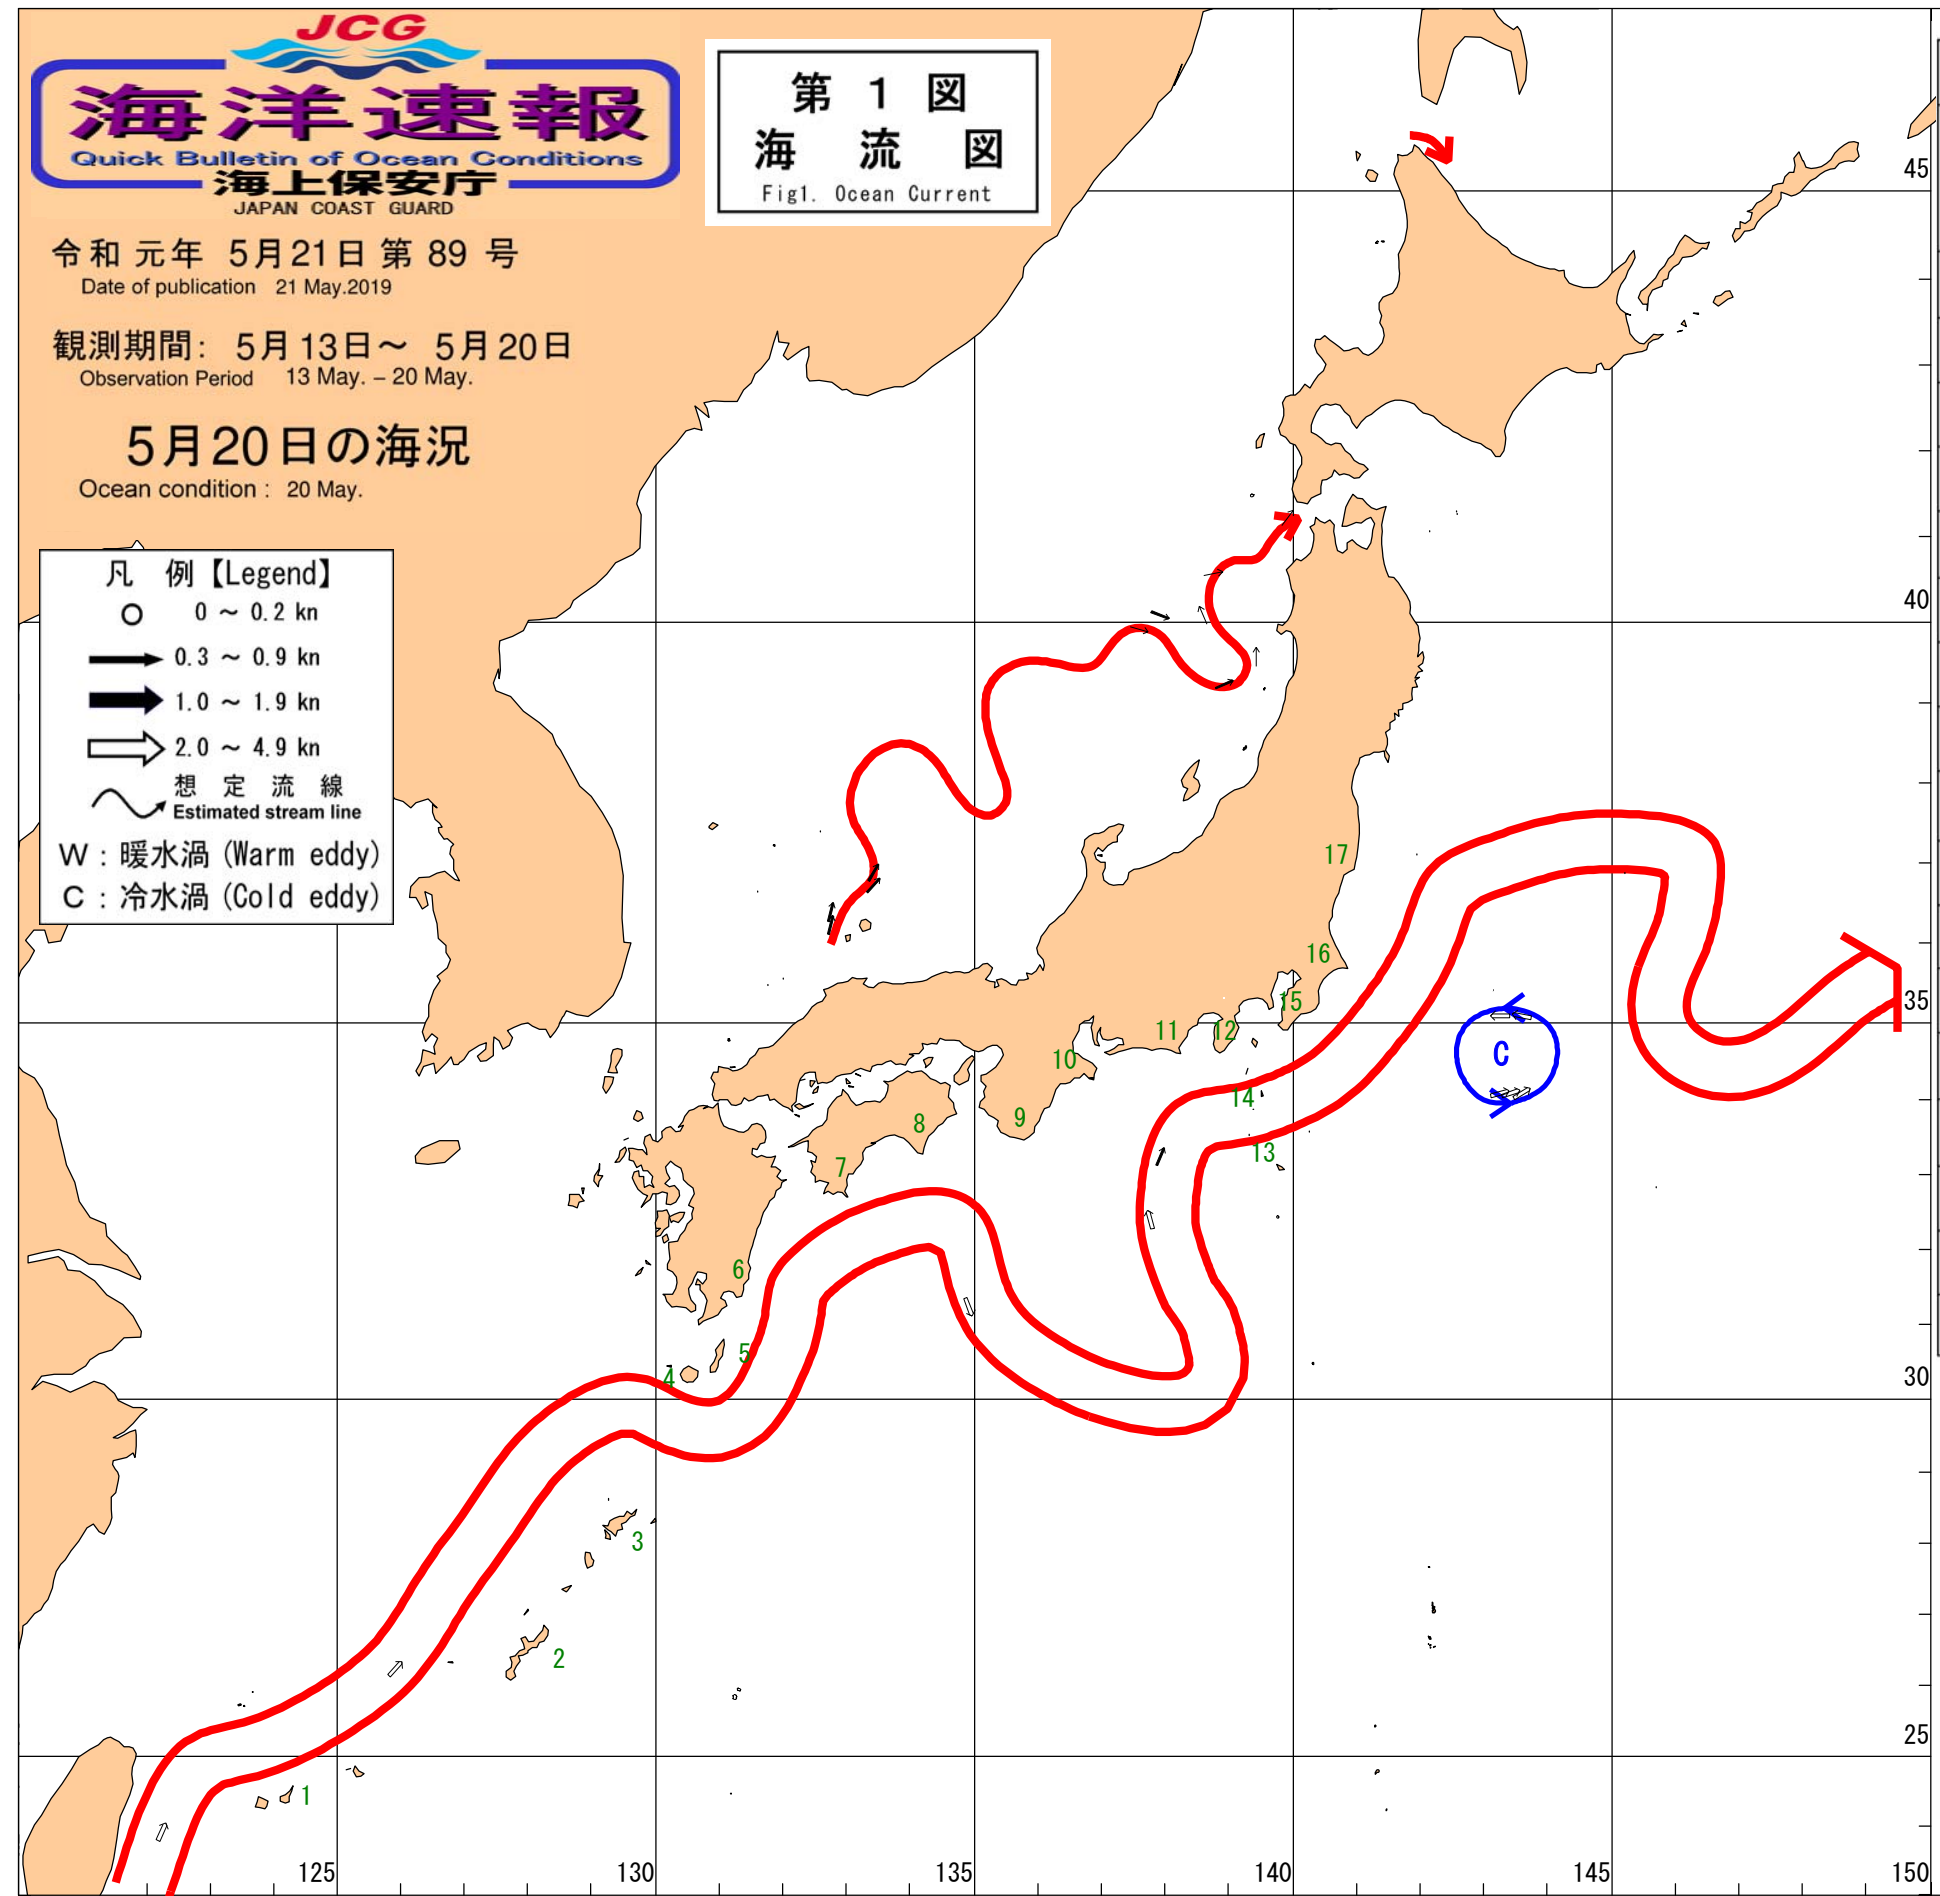 JCG
海洋速報
Quick Bulletin of Ocean Conditions
海上保安庁
JAPAN COAST GUARD
令和 元年 5月21日 第 89 号
Date of publication 21 May.2019
観測期間: 5月13日～ 5月20日
Observation Period 13 May. – 20 May.
5月20日の海況
Ocean condition : 20 May.
第 1 図
海 流 図
Fig1. Ocean Current
凡 例【Legend】
0 ～ 0.2 kn
0.3 ～ 0.9 kn
1.0 ～ 1.9 kn
2.0 ～ 4.9 kn
想 定 流 線
Estimated stream line
W : 暖水渦 (Warm eddy)
C : 冷水渦 (Cold eddy)
45
40
17
16
35
15
12
11
C
10
14
9
8
13
7
6
5
4
30
3
2
25
1
125
130
135
140
145
150